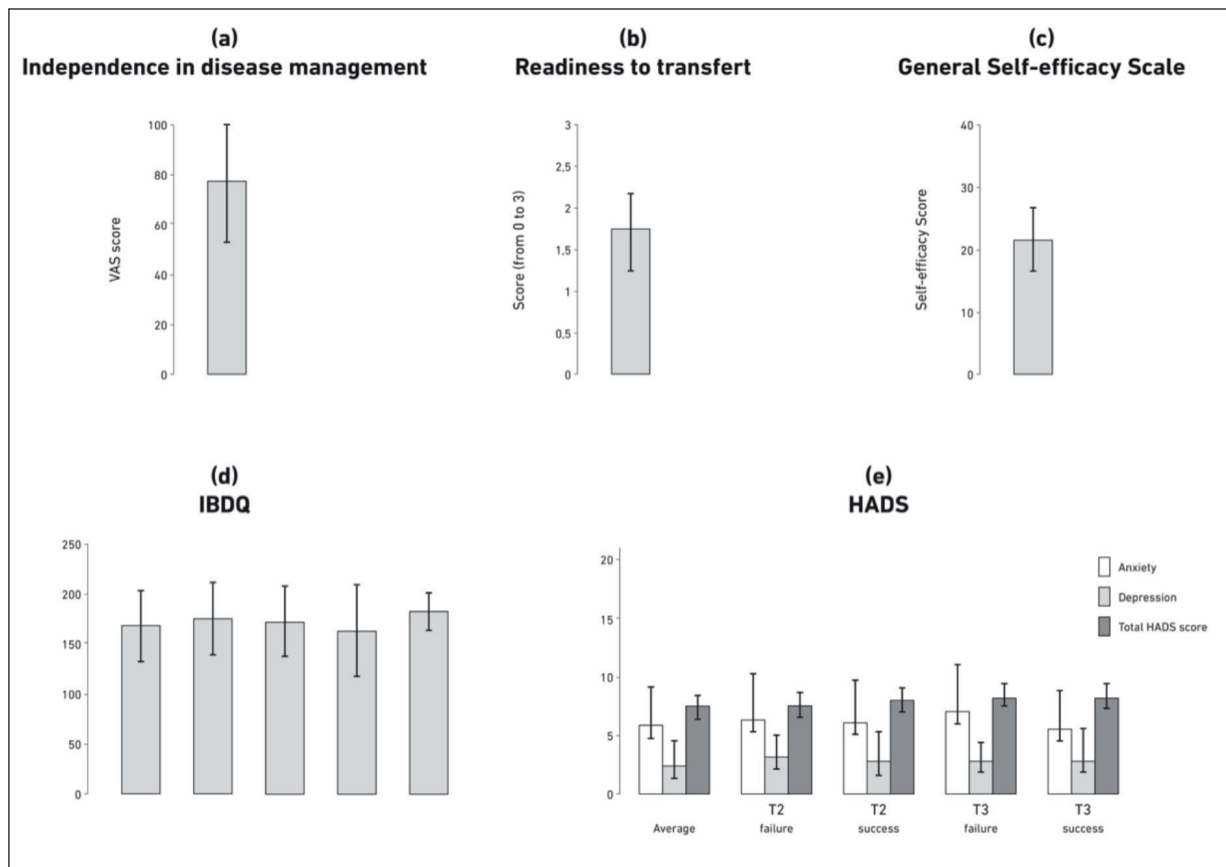 (a)
Independence in disease management
VAS score
100
80
60
40
20
0
(b)
Readiness to transfert
Score (from 0 to 3)
3
2,5
2
1.5
1
0,5
0
(c)
General Self-efficacy Scale
Self-efficacy Score
40
30
20
10
0
(d)
IBDQ
250
200
150
100
50
0
(e)
HADS
20
15
10
5
0
Anxiety
Depression
Total HADS score
T2 T2 T3 T3
Average failure success failure success